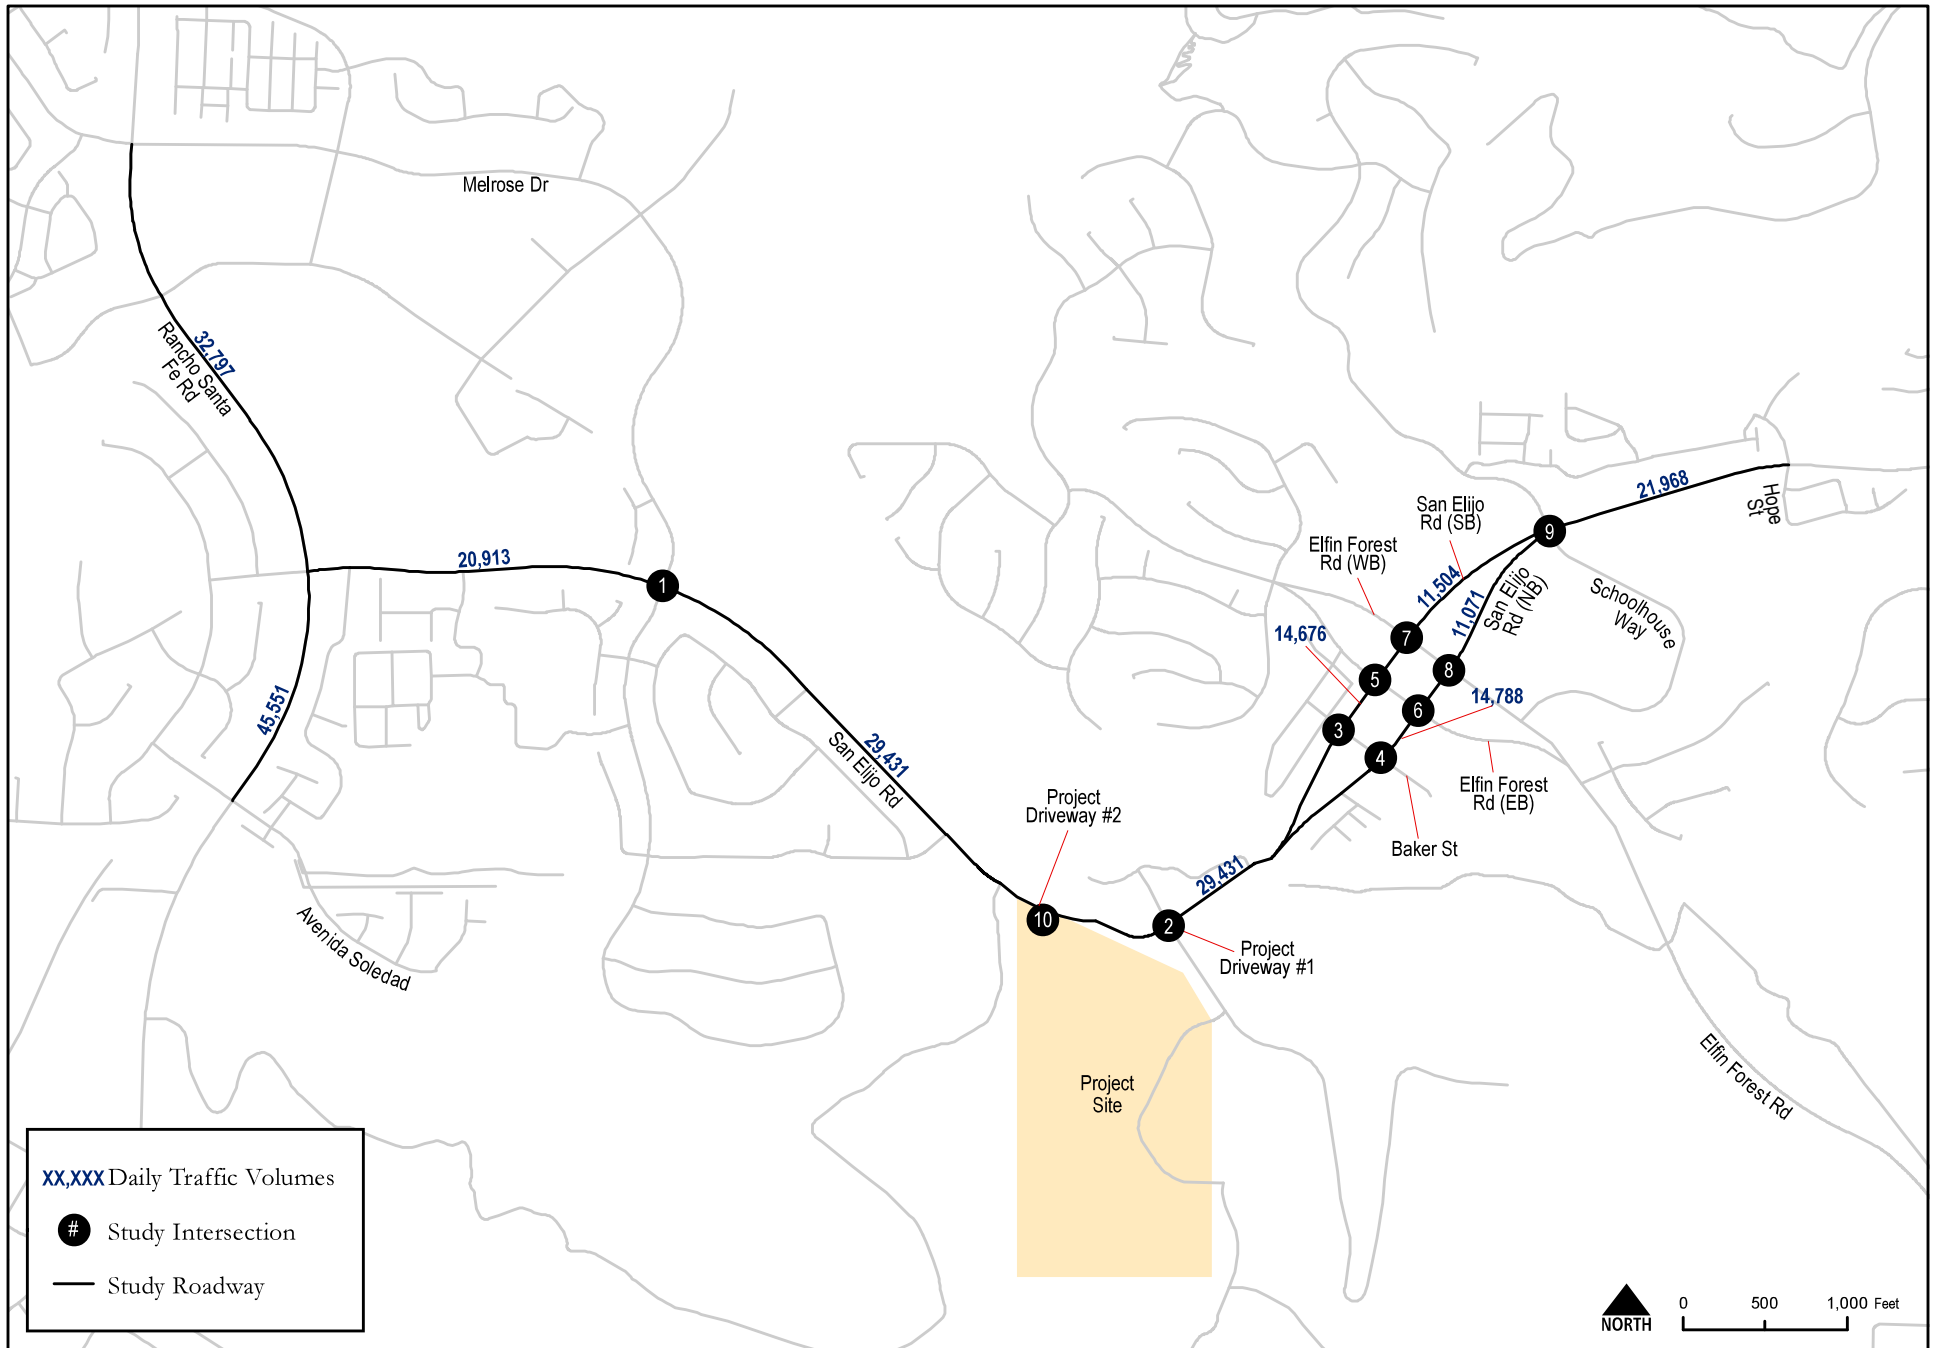 Melrose Dr
32,797
Rancho Santa
Fe Rd
20,913
1
45,551
29,431
San Elijo Rd
Avenida Soledad
Project
Driveway #2
10
2
Project
Driveway #1
29,431
Project
Site
21,968
Hope
St
9
San Elijo
Rd (SB)
Elfin Forest
Rd (WB)
11,504
11,071
San Elijo
Rd (NB)
Schoolhouse
Way
14,676
7
8
5
6
14,788
3
4
Elfin Forest
Rd (EB)
Baker St
Elfin Forest Rd
XX,XXX Daily Traffic Volumes
# Study Intersection
Study Roadway
NORTH
0 500 1,000 Feet